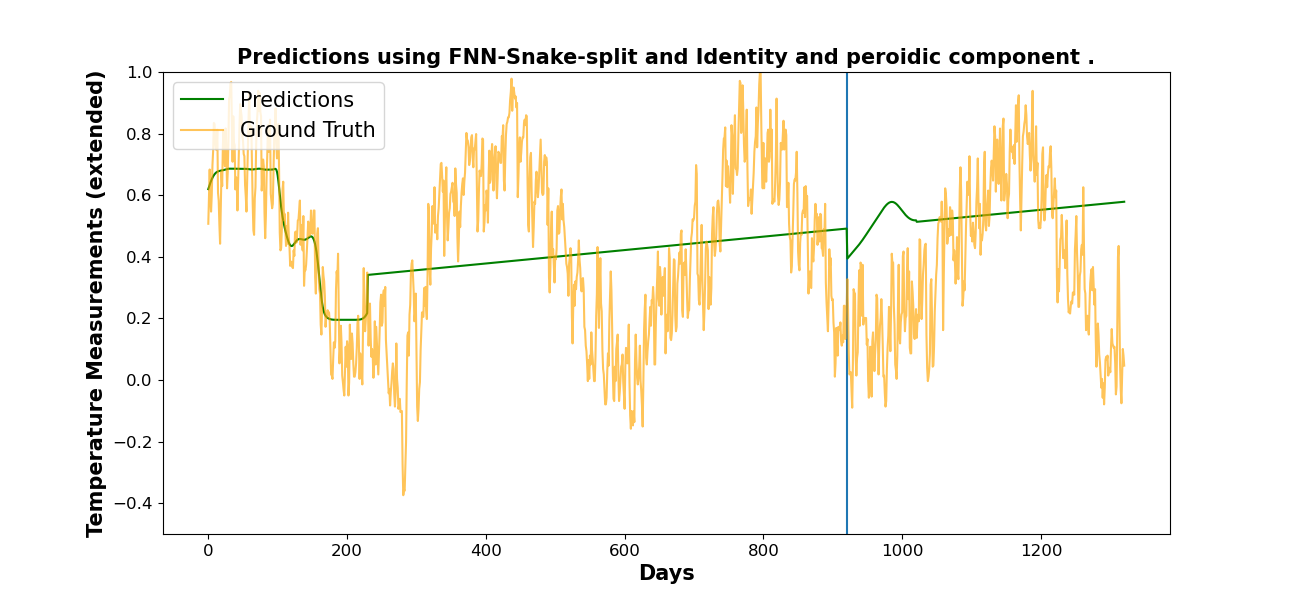 Predictions using FNN-Snake-split and Identity and peroidic component .
Temperature Measurements (extended)
1.0
0.8
0.6
0.4
0.2
0.0
−0.2
−0.4
Predictions
Ground Truth
0 200 400 600 800 1000 1200
Days